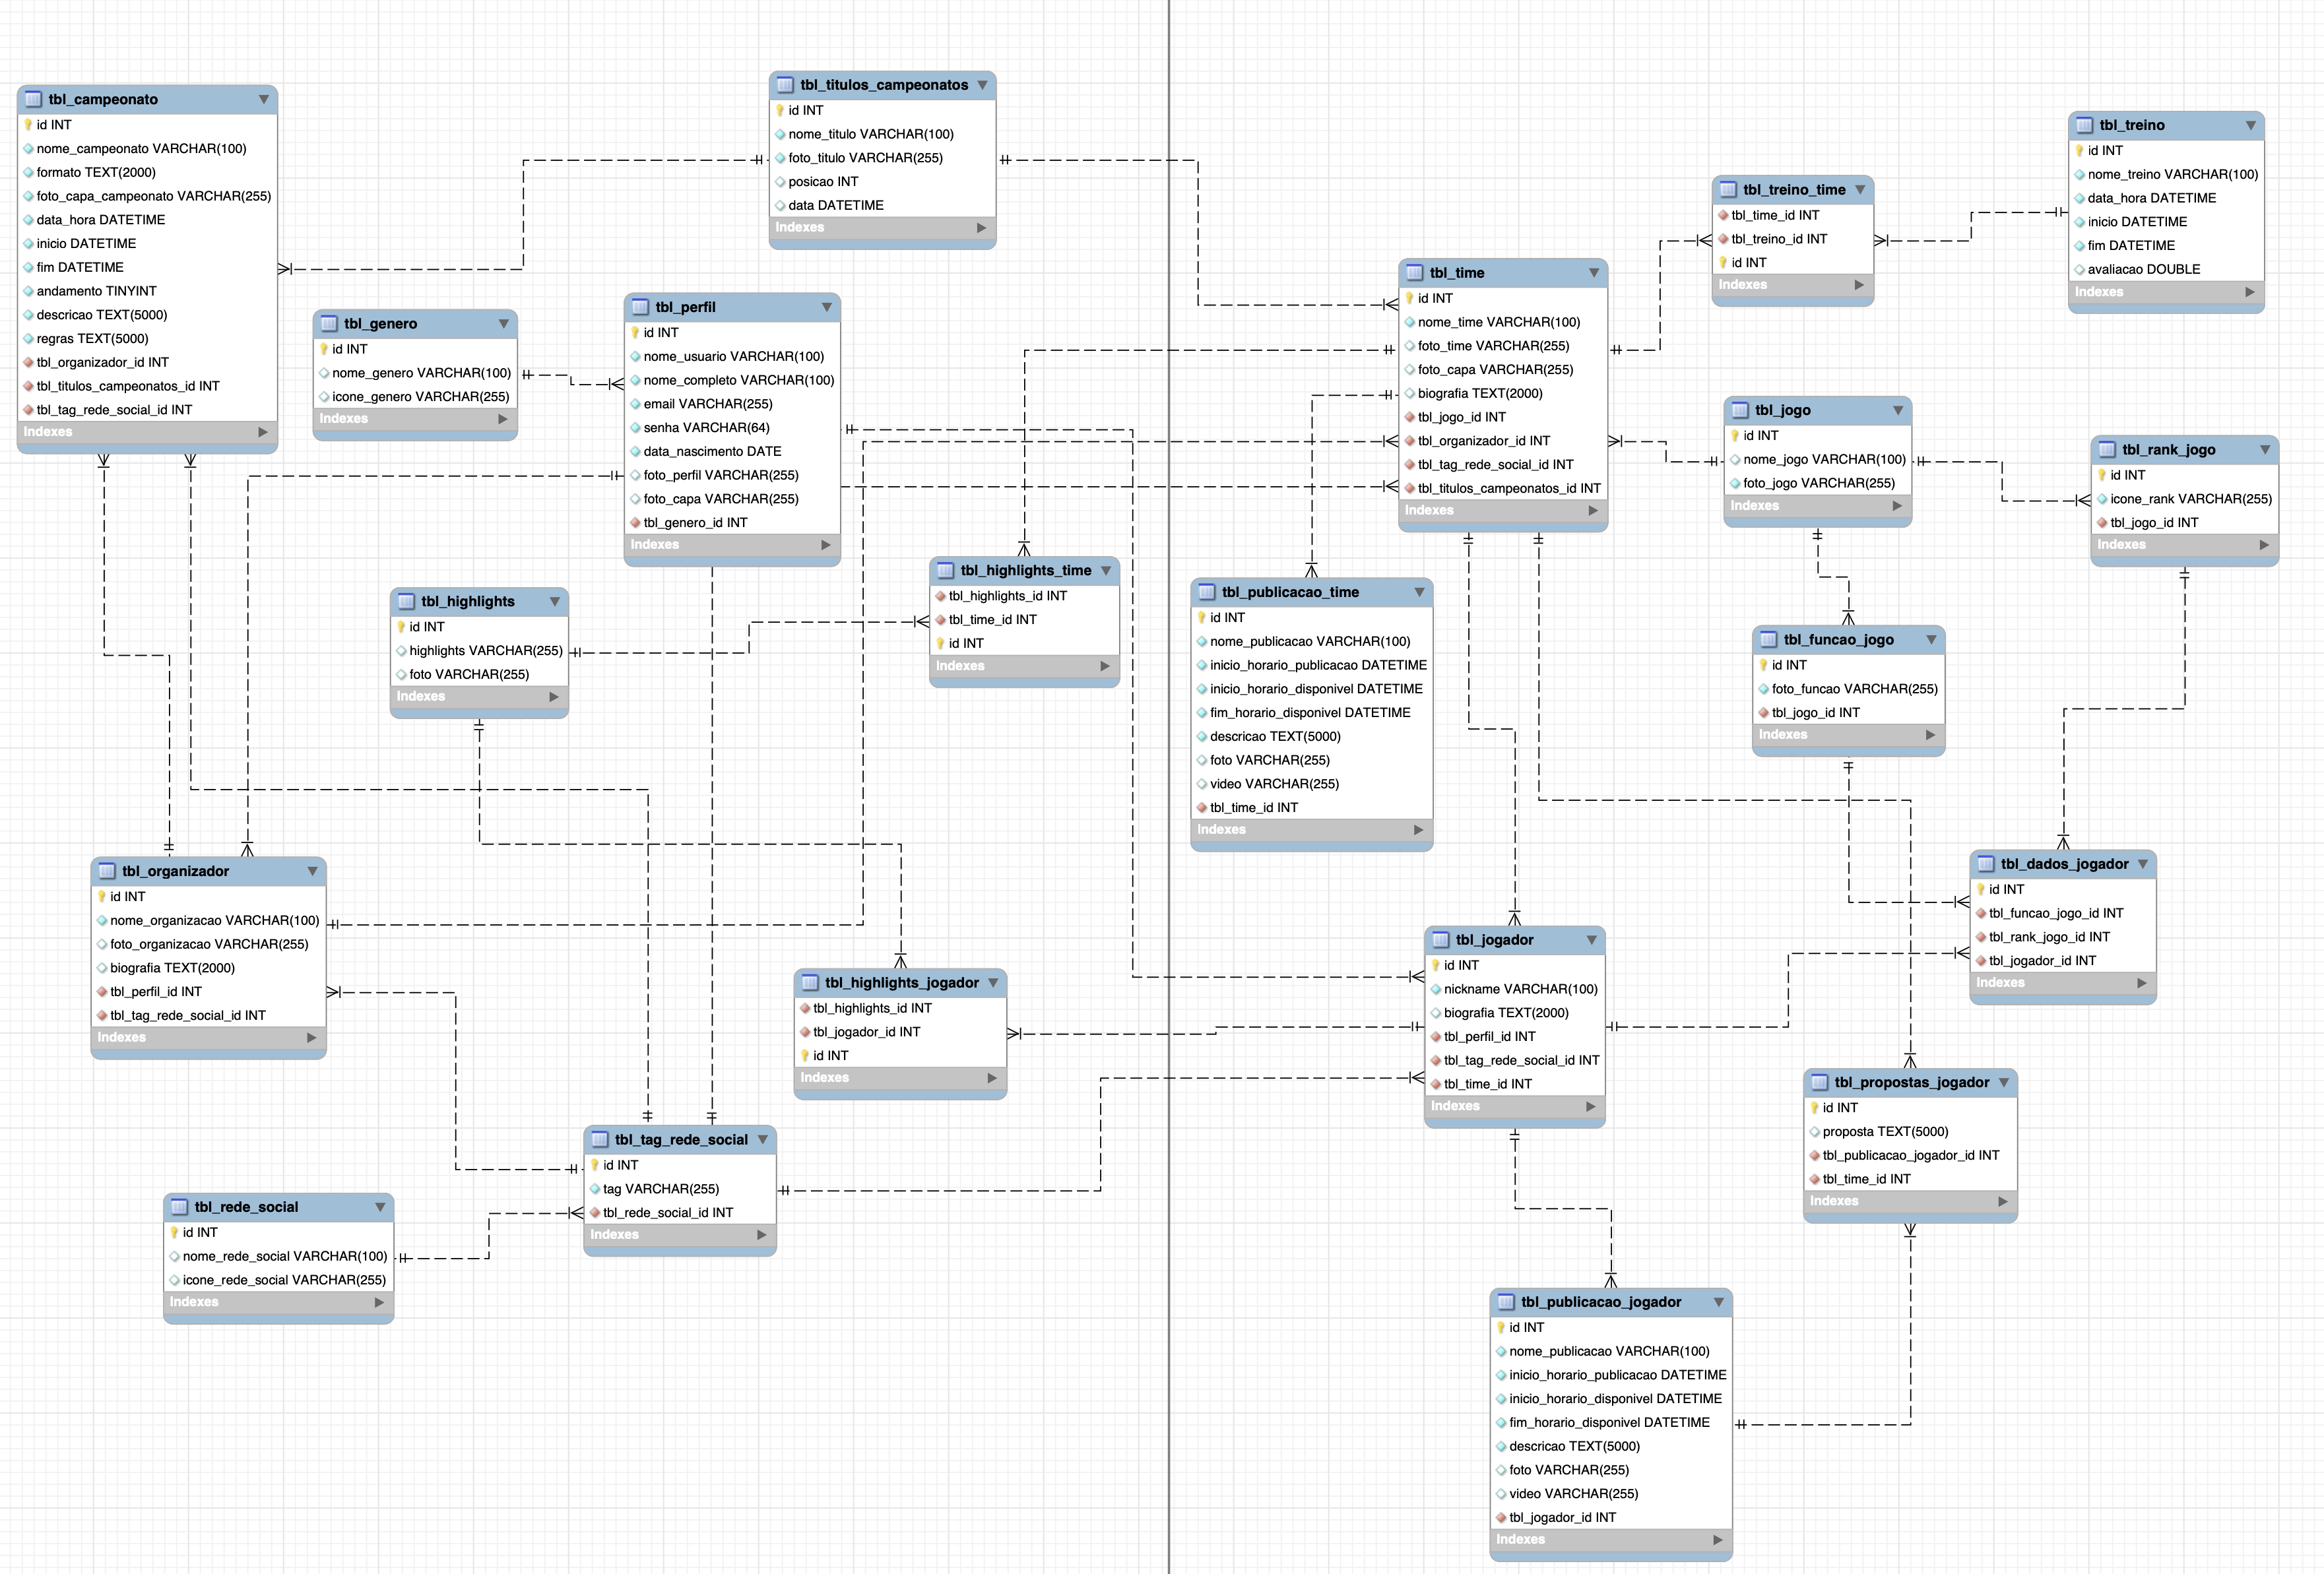 tbl_campeonato
id INT
nome_campeonato VARCHAR(100)
formato TEXT(2000)
foto_capa_campeonato VARCHAR(255)
data_hora DATETIME
inicio DATETIME
fim DATETIME
andamento TINYINT
descricao TEXT(5000)
regras TEXT(5000)
tbl_organizador_id INT
tbl_titulos_campeonatos_id INT
tbl_tag_rede_social_id INT
Indexes
tbl_titulos_campeonatos
id INT
nome_titulo VARCHAR(100)
foto_titulo VARCHAR(255)
posicao INT
data DATETIME
Indexes
tbl_genero
id INT
nome_genero VARCHAR(100)
icone_genero VARCHAR(255)
Indexes
tbl_perfil
id INT
nome_usuario VARCHAR(100)
nome_completo VARCHAR(100)
email VARCHAR(255)
senha VARCHAR(64)
data_nascimento DATE
foto_perfil VARCHAR(255)
foto_capa VARCHAR(255)
tbl_genero_id INT
Indexes
tbl_time
id INT
nome_time VARCHAR(100)
foto_time VARCHAR(255)
foto_capa VARCHAR(255)
biografia TEXT(2000)
tbl_jogo_id INT
tbl_organizador_id INT
tbl_tag_rede_social_id INT
tbl_titulos_campeonatos_id INT
Indexes
tbl_treino_time
tbl_time_id INT
tbl_treino_id INT
id INT
Indexes
tbl_treino
id INT
nome_treino VARCHAR(100)
data_hora DATETIME
inicio DATETIME
fim DATETIME
avaliacao DOUBLE
Indexes
tbl_jogo
id INT
nome_jogo VARCHAR(100)
foto_jogo VARCHAR(255)
Indexes
tbl_rank_jogo
id INT
icone_rank VARCHAR(255)
tbl_jogo_id INT
Indexes
tbl_highlights
id INT
highlights VARCHAR(255)
foto VARCHAR(255)
Indexes
tbl_highlights_time
tbl_highlights_id INT
tbl_time_id INT
id INT
Indexes
tbl_publicacao_time
id INT
nome_publicacao VARCHAR(100)
inicio_horario_publicacao DATETIME
inicio_horario_disponivel DATETIME
fim_horario_disponivel DATETIME
descricao TEXT(5000)
foto VARCHAR(255)
video VARCHAR(255)
tbl_time_id INT
Indexes
tbl_funcao_jogo
id INT
foto_funcao VARCHAR(255)
tbl_jogo_id INT
Indexes
tbl_organizador
id INT
nome_organizacao VARCHAR(100)
foto_organizacao VARCHAR(255)
biografia TEXT(2000)
tbl_perfil_id INT
tbl_tag_rede_social_id INT
Indexes
tbl_highlights_jogador
tbl_highlights_id INT
tbl_jogador_id INT
id INT
Indexes
tbl_jogador
id INT
nickname VARCHAR(100)
biografia TEXT(2000)
tbl_perfil_id INT
tbl_tag_rede_social_id INT
tbl_time_id INT
Indexes
tbl_dados_jogador
id INT
tbl_funcao_jogo_id INT
tbl_rank_jogo_id INT
tbl_jogador_id INT
Indexes
tbl_propostas_jogador
id INT
proposta TEXT(5000)
tbl_publicacao_jogador_id INT
tbl_time_id INT
Indexes
tbl_tag_rede_social
id INT
tag VARCHAR(255)
tbl_rede_social_id INT
Indexes
tbl_rede_social
id INT
nome_rede_social VARCHAR(100)
icone_rede_social VARCHAR(255)
Indexes
tbl_publicacao_jogador
id INT
nome_publicacao VARCHAR(100)
inicio_horario_publicacao DATETIME
inicio_horario_disponivel DATETIME
fim_horario_disponivel DATETIME
descricao TEXT(5000)
foto VARCHAR(255)
video VARCHAR(255)
tbl_jogador_id INT
Indexes